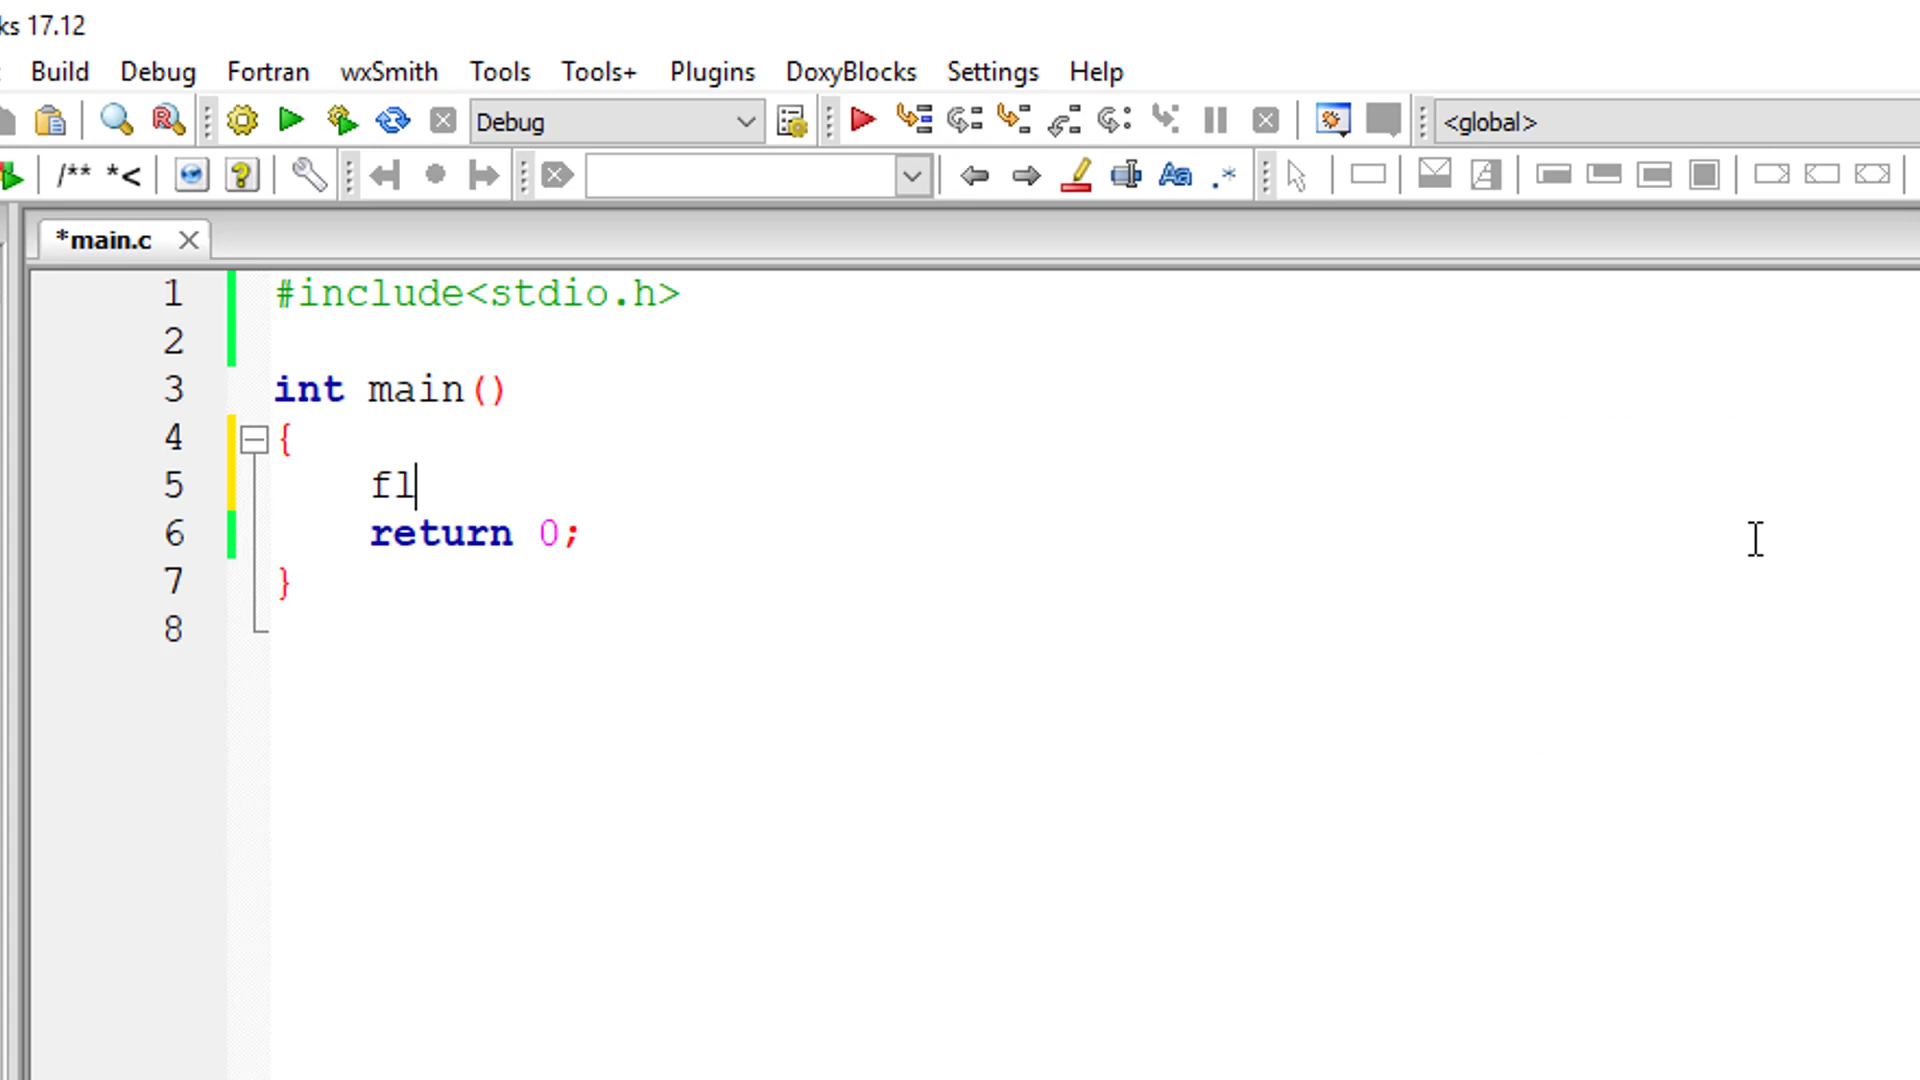 ks 17.12
Build Debug Fortran wxSmith Tools Tools+ Plugins DoxyBlocks Settings Help
Debug <global>
/** *<
*main.c
1 #include<stdio.h>
2
3 int main()
4 {
5 fl
6 return 0;
7 }
8